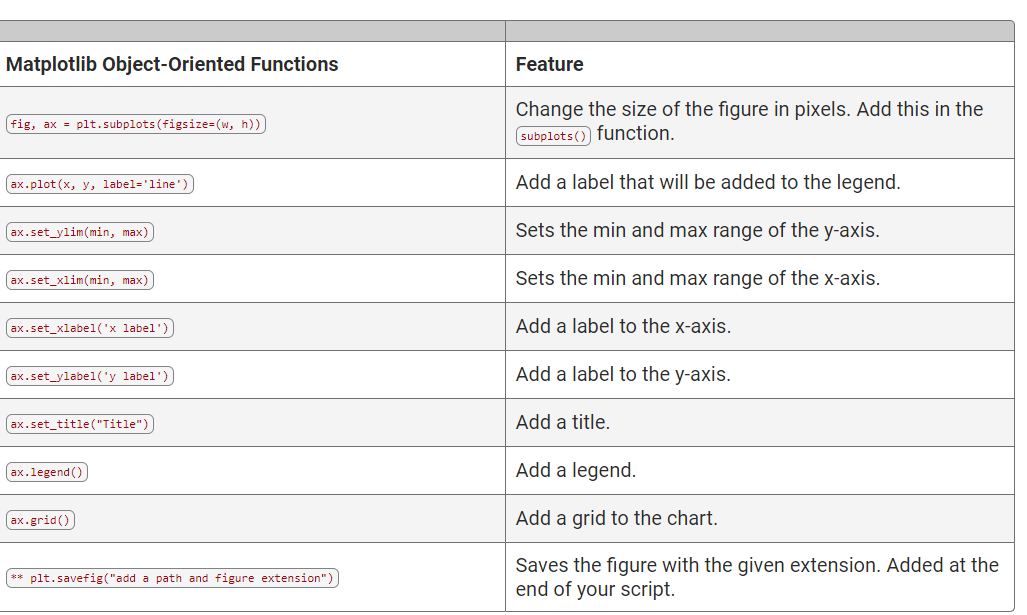 Matplotlib Object-Oriented Functions
Feature
fig, ax = plt.subplots(figsize=(w, h))
Change the size of the figure in pixels. Add this in the
subplots() function.
ax.plot(x, y, label='line')
Add a label that will be added to the legend.
ax.set_ylim(min, max)
Sets the min and max range of the y-axis.
ax.set_xlim(min, max)
Sets the min and max range of the x-axis.
ax.set_xlabel('x label')
Add a label to the x-axis.
ax.set_ylabel('y label')
Add a label to the y-axis.
ax.set_title("Title")
Add a title.
ax.legend()
Add a legend.
ax.grid()
Add a grid to the chart.
** plt.savefig("add a path and figure extension")
Saves the figure with the given extension. Added at the
end of your script.